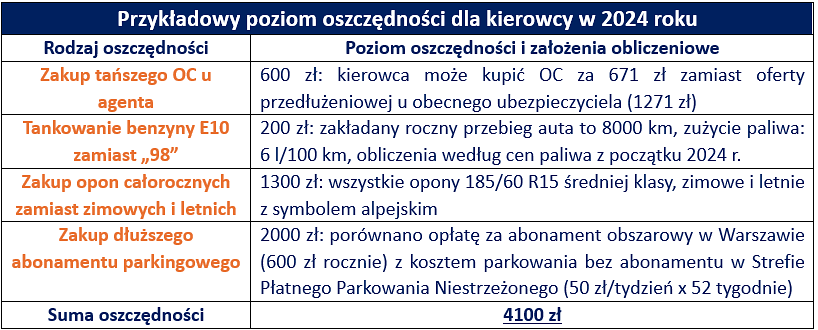 Przykładowy poziom oszczędności dla kierowcy w 2024 roku
Rodzaj oszczędności
Poziom oszczędności i założenia obliczeniowe
Zakup tańszego OC u
agenta
600 zł: kierowca może kupić OC za 671 zł zamiast oferty
przedłużeniowej u obecnego ubezpieczyciela (1271 zł)
Tankowanie benzyny E10
zamiast „98”
200 zł: zakładany roczny przebieg auta to 8000 km, zużycie paliwa:
6 l/100 km, obliczenia według cen paliwa z początku 2024 r.
Zakup opon całorocznych
zamiast zimowych i letnich
1300 zł: wszystkie opony 185/60 R15 średniej klasy, zimowe i letnie
z symbolem alpejskim
Zakup dłuższego
abonamentu parkingowego
2000 zł: porównano opłatę za abonament obszarowy w Warszawie
(600 zł rocznie) z kosztem parkowania bez abonamentu w Strefie
Płatnego Parkowania Niestrzeżonego (50 zł/tydzień x 52 tygodnie)
Suma oszczędności
4100 zł